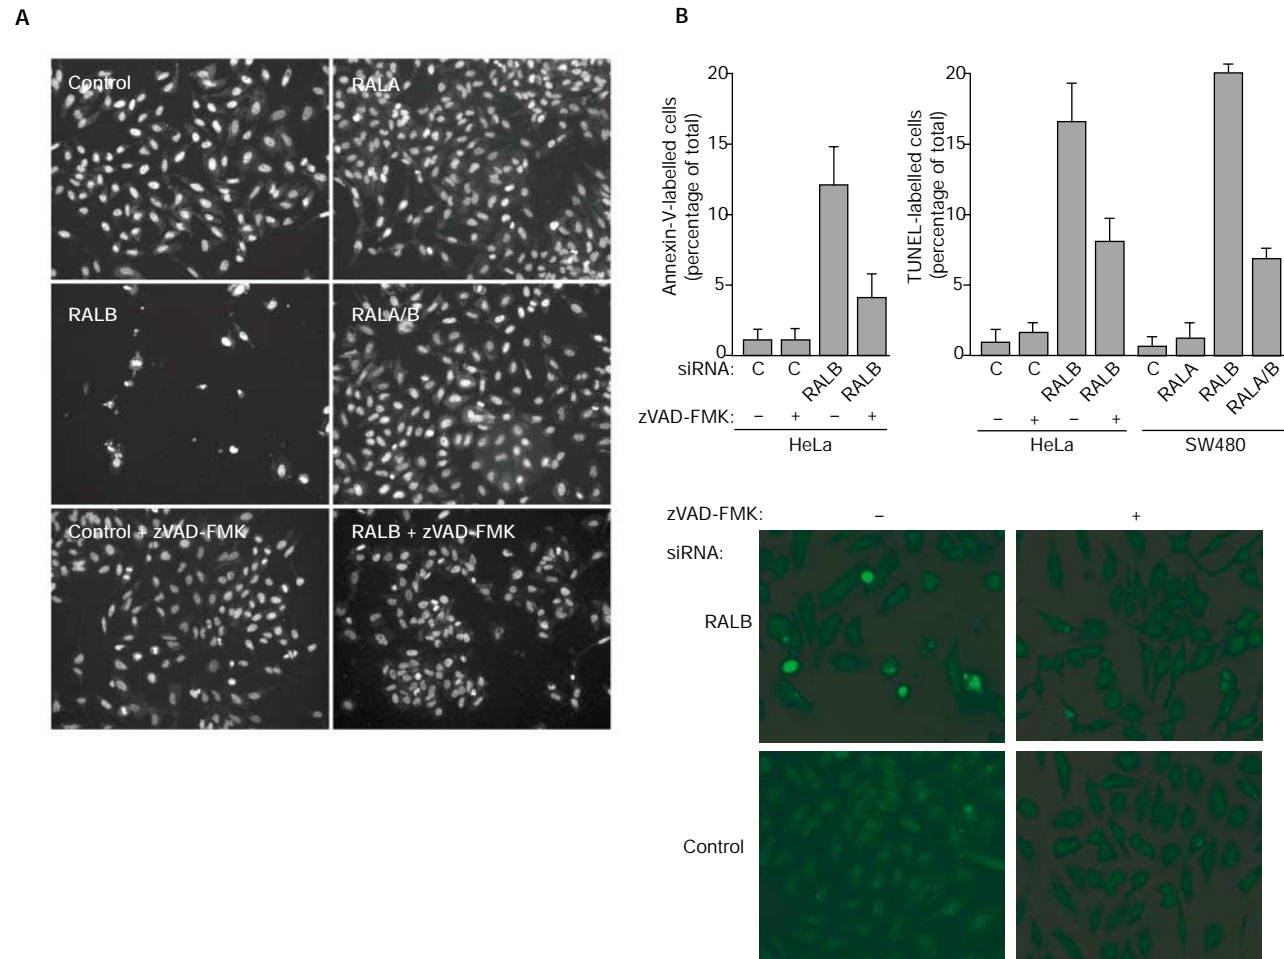 A
Control
RALA
RALB
RALA/B
Control + zVAD-FMK
RALB + zVAD-FMK
B
Annexin-V-labelled cells
(percentage of total)
20
15
10
5
0
siRNA: C C RALB RALB
zVAD-FMK: – + – +
HeLa
TUNEL-labelled cells
(percentage of total)
20
15
10
5
0
C C RALB RALB C RALA RALB RALA/B
– + – +
HeLa SW480
zVAD-FMK: – +
siRNA:
RALB
Control